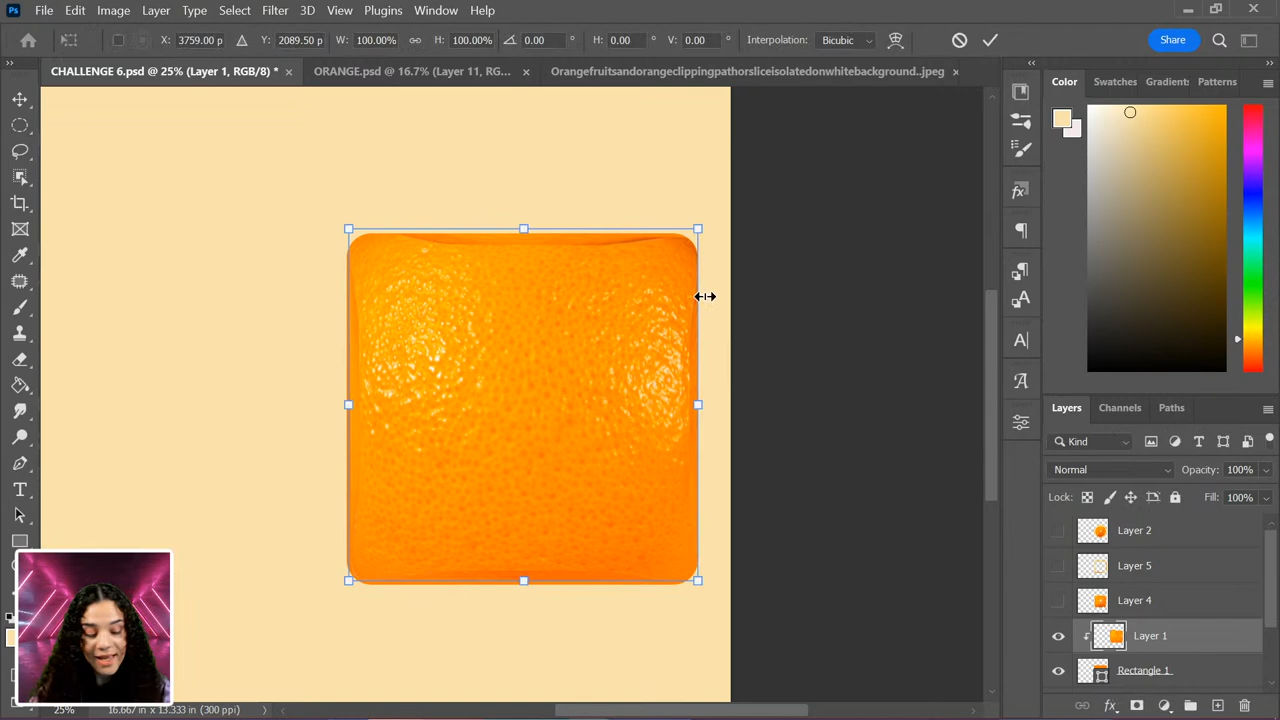 Ps File Edit Image Layer Type Select Filter 3D View Plugins Window Help
X: 3759.00 p Y: 2089.50 p W: 100.00% H: 100.00% 0.00 ° H: 0.00 ° V: 0.00 ° Interpolation: Bicubic Share
CHALLENGE 6.psd @ 25% (Layer 1, RGB/8) * × ORANGE.psd @ 16.7% (Layer 11, RG... × Orangefruitsandorangeclippingpathorsliceisolatedonwhitebackground..jpeg ×
Color Swatches Gradient: Patterns
Layers Channels Paths
Kind
Normal Opacity: 100%
Lock: Fill: 100%
Layer 2
Layer 5
Layer 4
Layer 1
Rectangle 1
25% 16.667 in x 13.333 in (300 ppi)